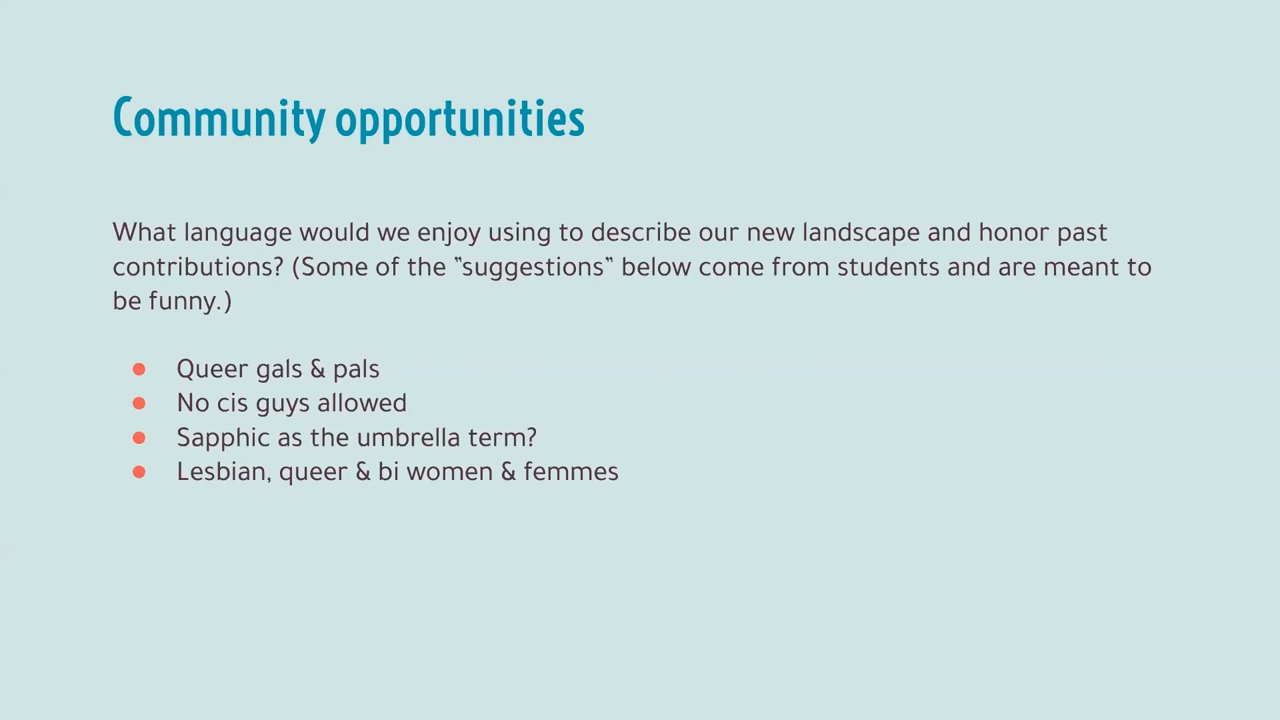 Community opportunities
What language would we enjoy using to describe our new landscape and honor past
contributions? (Some of the ”suggestions” below come from students and are meant to
be funny.)
● Queer gals & pals
● No cis guys allowed
● Sapphic as the umbrella term?
● Lesbian, queer & bi women & femmes